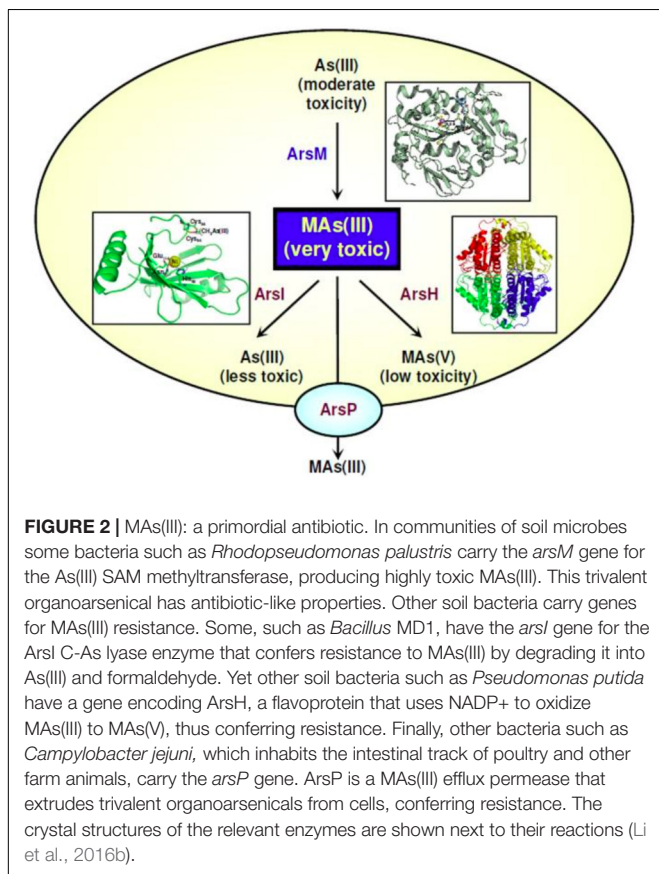 As(III)
(moderate
toxicity)
ArsM
MAs(III)
(very toxic)
Cys
(CH₃As(III)
Cys
Glu
ArsI
ArsH
As(III)
(less toxic)
MAs(V)
(low toxicity)
ArsP
MAs(III)
FIGURE 2 | MAs(III): a primordial antibiotic. In communities of soil microbes
some bacteria such as Rhodopseudomonas palustris carry the arsM gene for
the As(III) SAM methyltransferase, producing highly toxic MAs(III). This trivalent
organoarsenical has antibiotic-like properties. Other soil bacteria carry genes
for MAs(III) resistance. Some, such as Bacillus MD1, have the arsI gene for the
ArsI C-As lyase enzyme that confers resistance to MAs(III) by degrading it into
As(III) and formaldehyde. Yet other soil bacteria such as Pseudomonas putida
have a gene encoding ArsH, a flavoprotein that uses NADP+ to oxidize
MAs(III) to MAs(V), thus conferring resistance. Finally, other bacteria such as
Campylobacter jejuni, which inhabits the intestinal track of poultry and other
farm animals, carry the arsP gene. ArsP is a MAs(III) efflux permease that
extrudes trivalent organoarsenicals from cells, conferring resistance. The
crystal structures of the relevant enzymes are shown next to their reactions (Li
et al., 2016b).